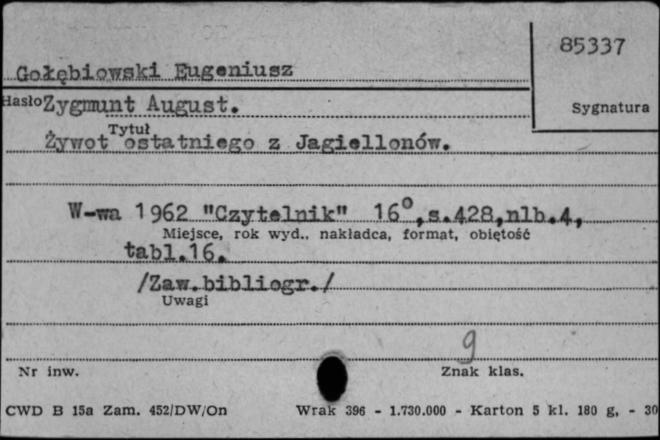 85337
Gołębiowski Eugeniusz
Hasło Zygmunt August.
Sygnatura
Tytuł
Żywot ostatniego z Jagiellonów.
W-wa 1962 "Czytelnik" 16°,s.428,nlb.4,
Miejsce, rok wyd., nakładca, format, objętość
tabl.16.
/Zaw.bibliogr./
Uwagi
9
Nr inw.
Znak klas.
CWD B 15a Zam. 452/DW/On Wrak 396 - 1.730.000 - Karton 5 kl. 180 g, - 30